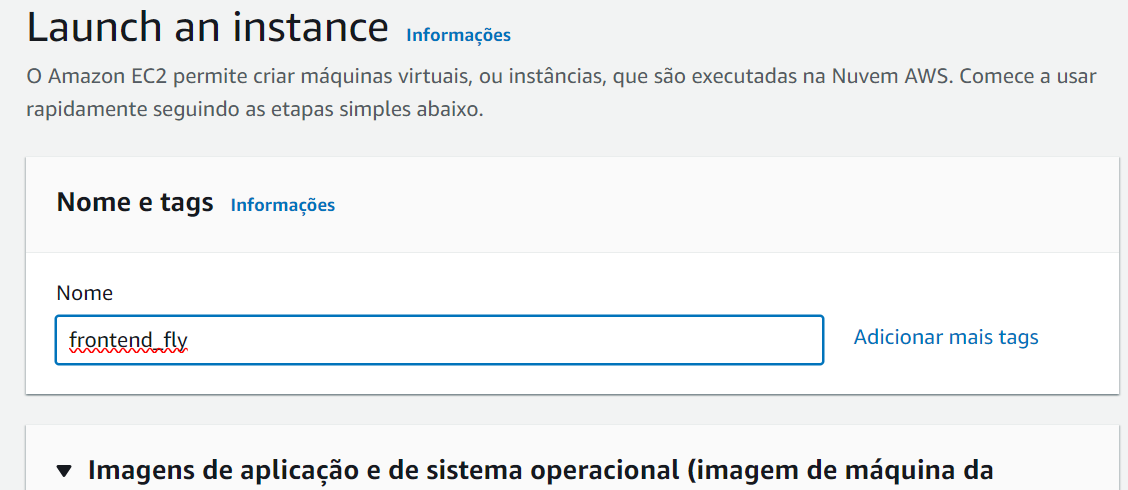 Launch an instance Informações
O Amazon EC2 permite criar máquinas virtuais, ou instâncias, que são executadas na Nuvem AWS. Comece a usar
rapidamente seguindo as etapas simples abaixo.
Nome e tags Informações
Nome
frontend_fly
Adicionar mais tags
Imagens de aplicação e de sistema operacional (imagem de máquina da